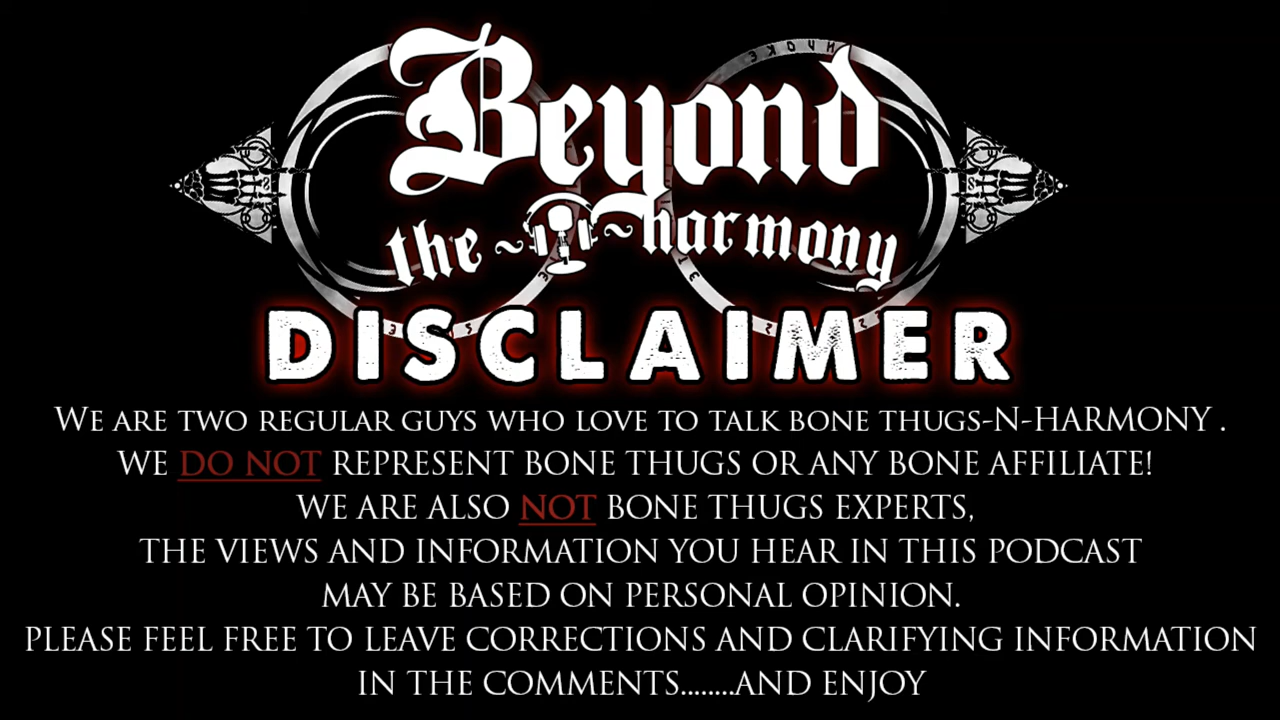 Beyond
the ~ ~ harmony
DISCLAIMER
WE ARE TWO REGULAR GUYS WHO LOVE TO TALK BONE THUGS-N-HARMONY .
WE DO NOT REPRESENT BONE THUGS OR ANY BONE AFFILIATE!
WE ARE ALSO NOT BONE THUGS EXPERTS,
THE VIEWS AND INFORMATION YOU HEAR IN THIS PODCAST
MAY BE BASED ON PERSONAL OPINION.
PLEASE FEEL FREE TO LEAVE CORRECTIONS AND CLARIFYING INFORMATION
IN THE COMMENTS........AND ENJOY